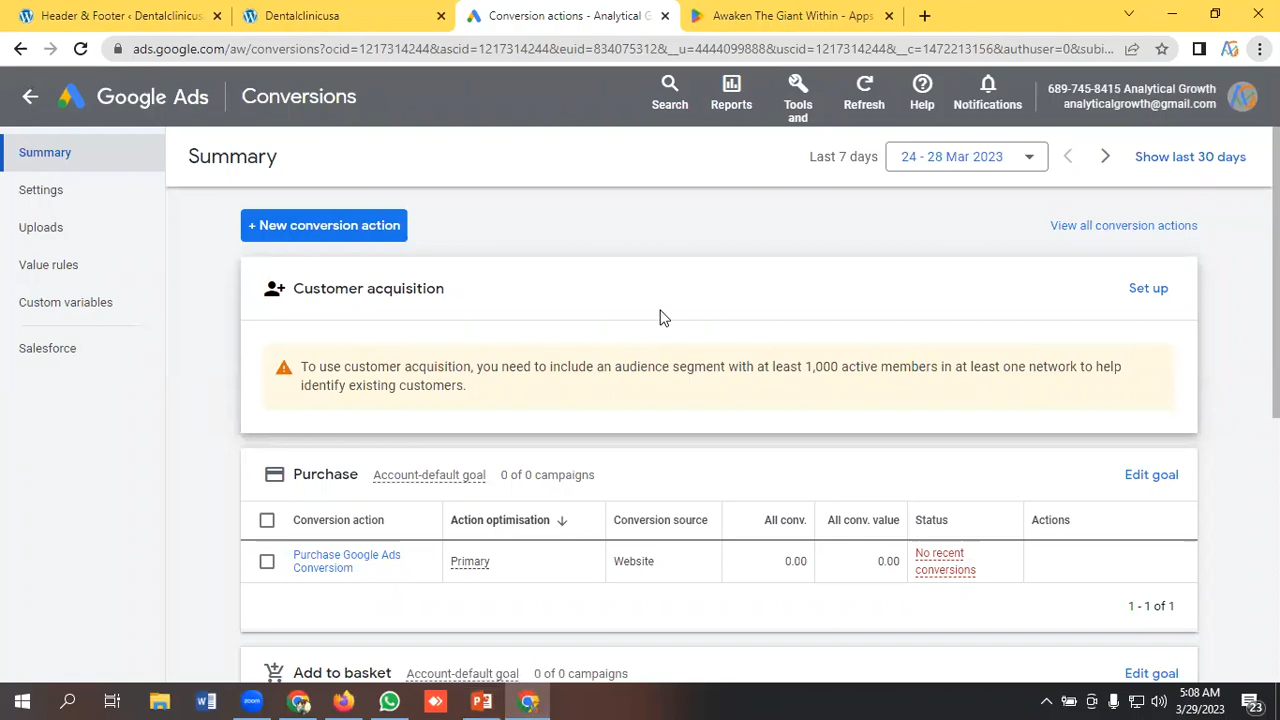 Header & Footer ‹ Dentalclinicus
Dentalclinicusa
Conversion actions - Analytical G
Awaken The Giant Within - Apps
ads.google.com/aw/conversions?ocid=1217314244&ascid=1217314244&euid=834075312&__u=4444099888&uscid=1217314244&__c=1472213156&authuser=0&subi...
Google Ads
Conversions
Search
Reports
Tools and
Refresh
Help
Notifications
689-745-8415 Analytical Growth
analyticalgrowth@gmail.com
Summary
Settings
Uploads
Value rules
Custom variables
Salesforce
Summary
Last 7 days
24 - 28 Mar 2023
Show last 30 days
+ New conversion action
View all conversion actions
Customer acquisition
Set up
To use customer acquisition, you need to include an audience segment with at least 1,000 active members in at least one network to help
identify existing customers.
Purchase Account-default goal 0 of 0 campaigns
Edit goal
Conversion action Action optimisation Conversion source All conv. All conv. value Status Actions
Purchase Google Ads
Conversiom
Primary
Website
0.00
0.00
No recent
conversions
1 - 1 of 1
Add to basket Account-default goal 0 of 0 campaigns
Edit goal
5:08 AM
3/29/2023
23